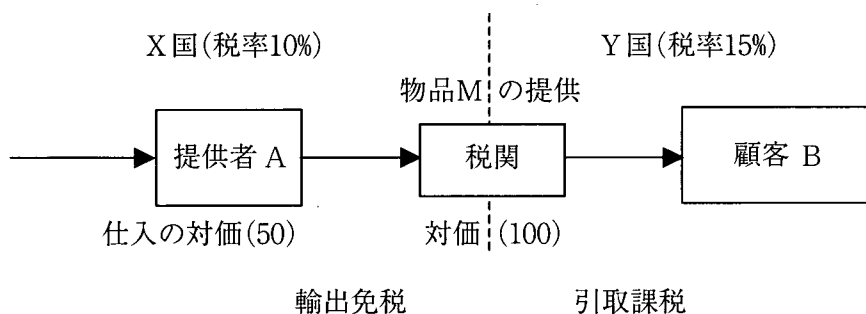 X国(税率10%)
Y国(税率15%)
物品M の提供
提供者 A
税関
顧客 B
仕入の対価(50)
対価 (100)
輸出免税
引取課税